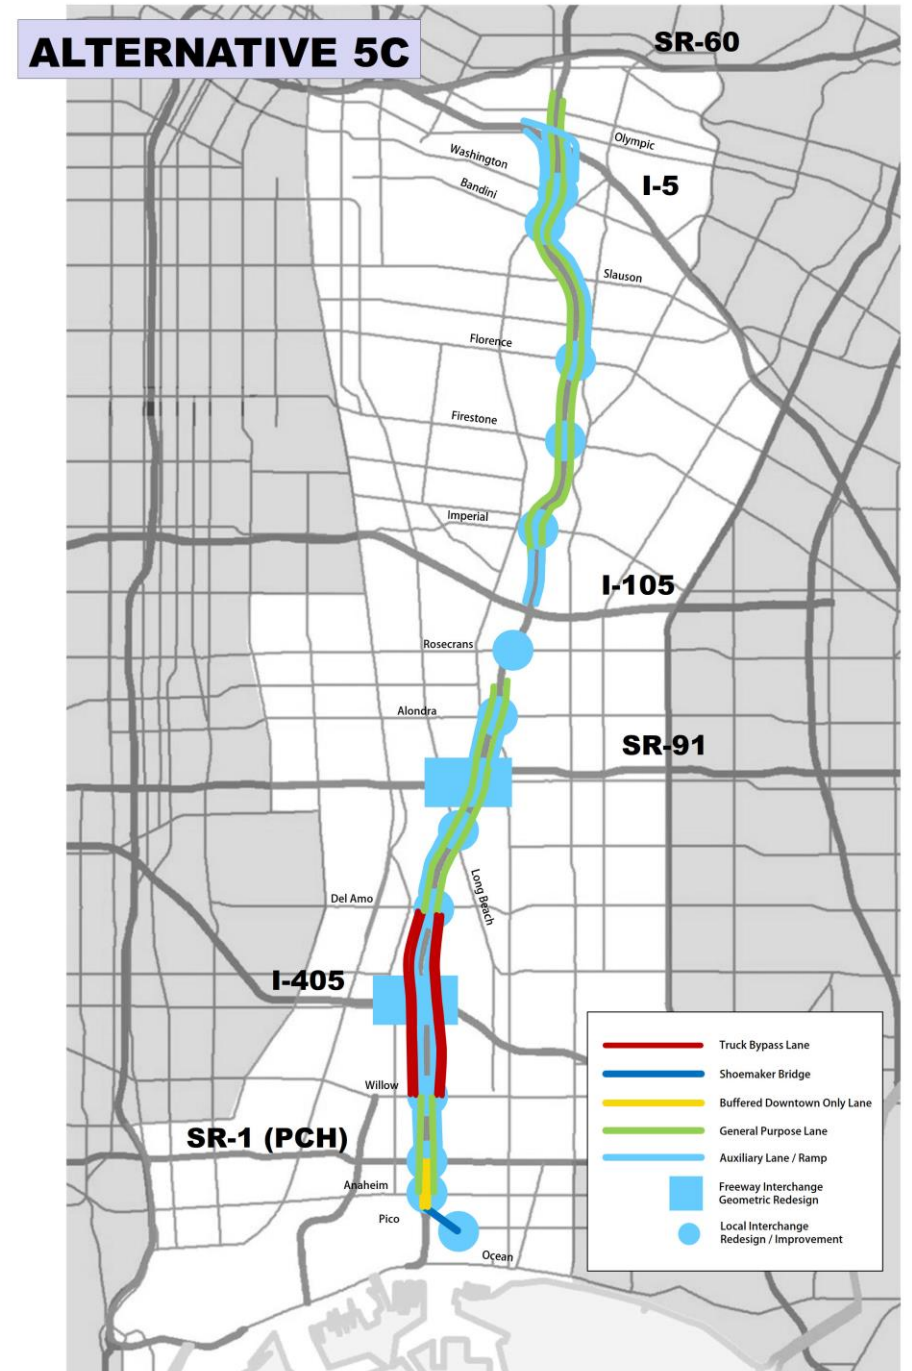 ALTERNATIVE 5C
SR-60
Olympic
Washington
I-5
Bandini
Slauson
Florence
Firestone
Imperial
I-105
Rosecrans
Alondra
SR-91
Long Beach
Del Amo
I-405
Willow
SR-1 (PCH)
Anaheim
Pico
Ocean
Truck Bypass Lane
Shoemaker Bridge
Buffered Downtown Only Lane
General Purpose Lane
Auxiliary Lane / Ramp
Freeway Interchange
Geometric Redesign
Local Interchange
Redesign / Improvement